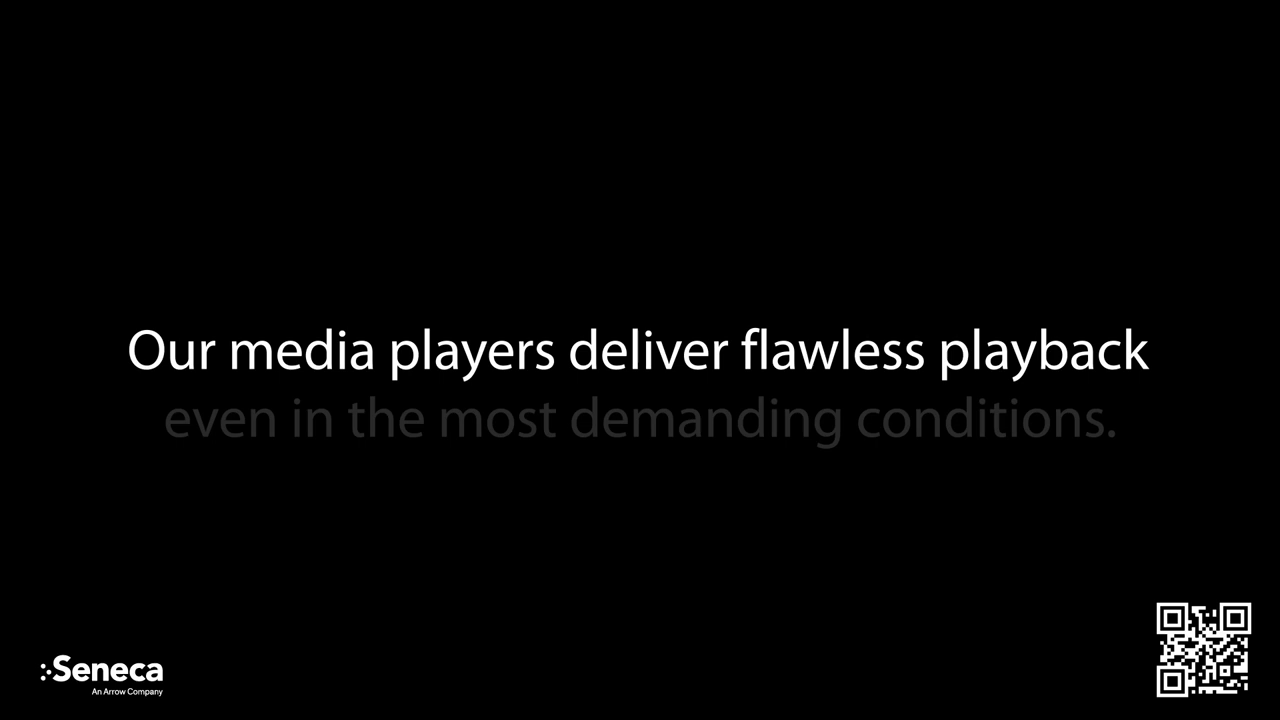 Our media players deliver flawless playback
even in the most demanding conditions.
:·Seneca
An Arrow Company